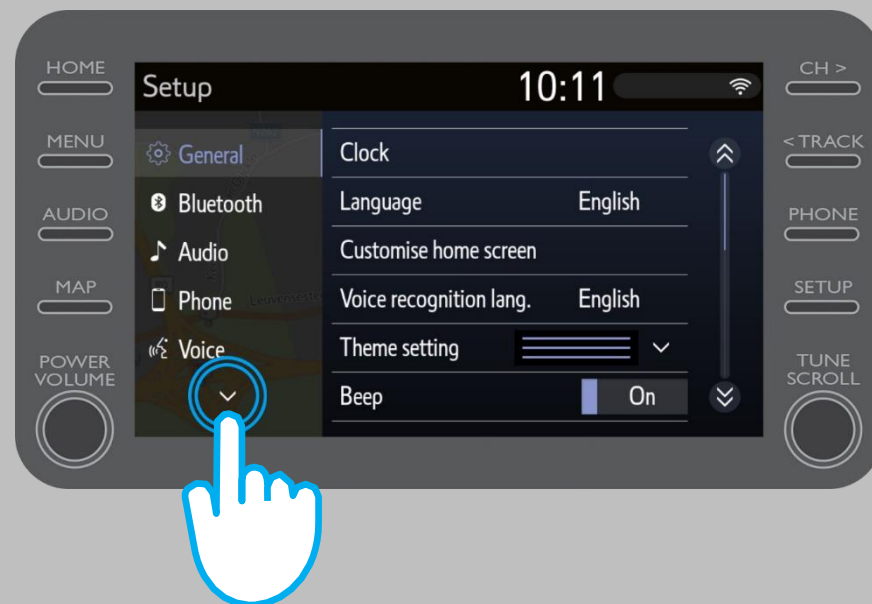 HOME
MENU
AUDIO
MAP
POWER
VOLUME
Setup
10:11
General
Bluetooth
Audio
Phone
Voice
Clock
Language English
Customise home screen
Voice recognition lang. English
Theme setting
Beep On
CH >
< TRACK
PHONE
SETUP
TUNE
SCROLL